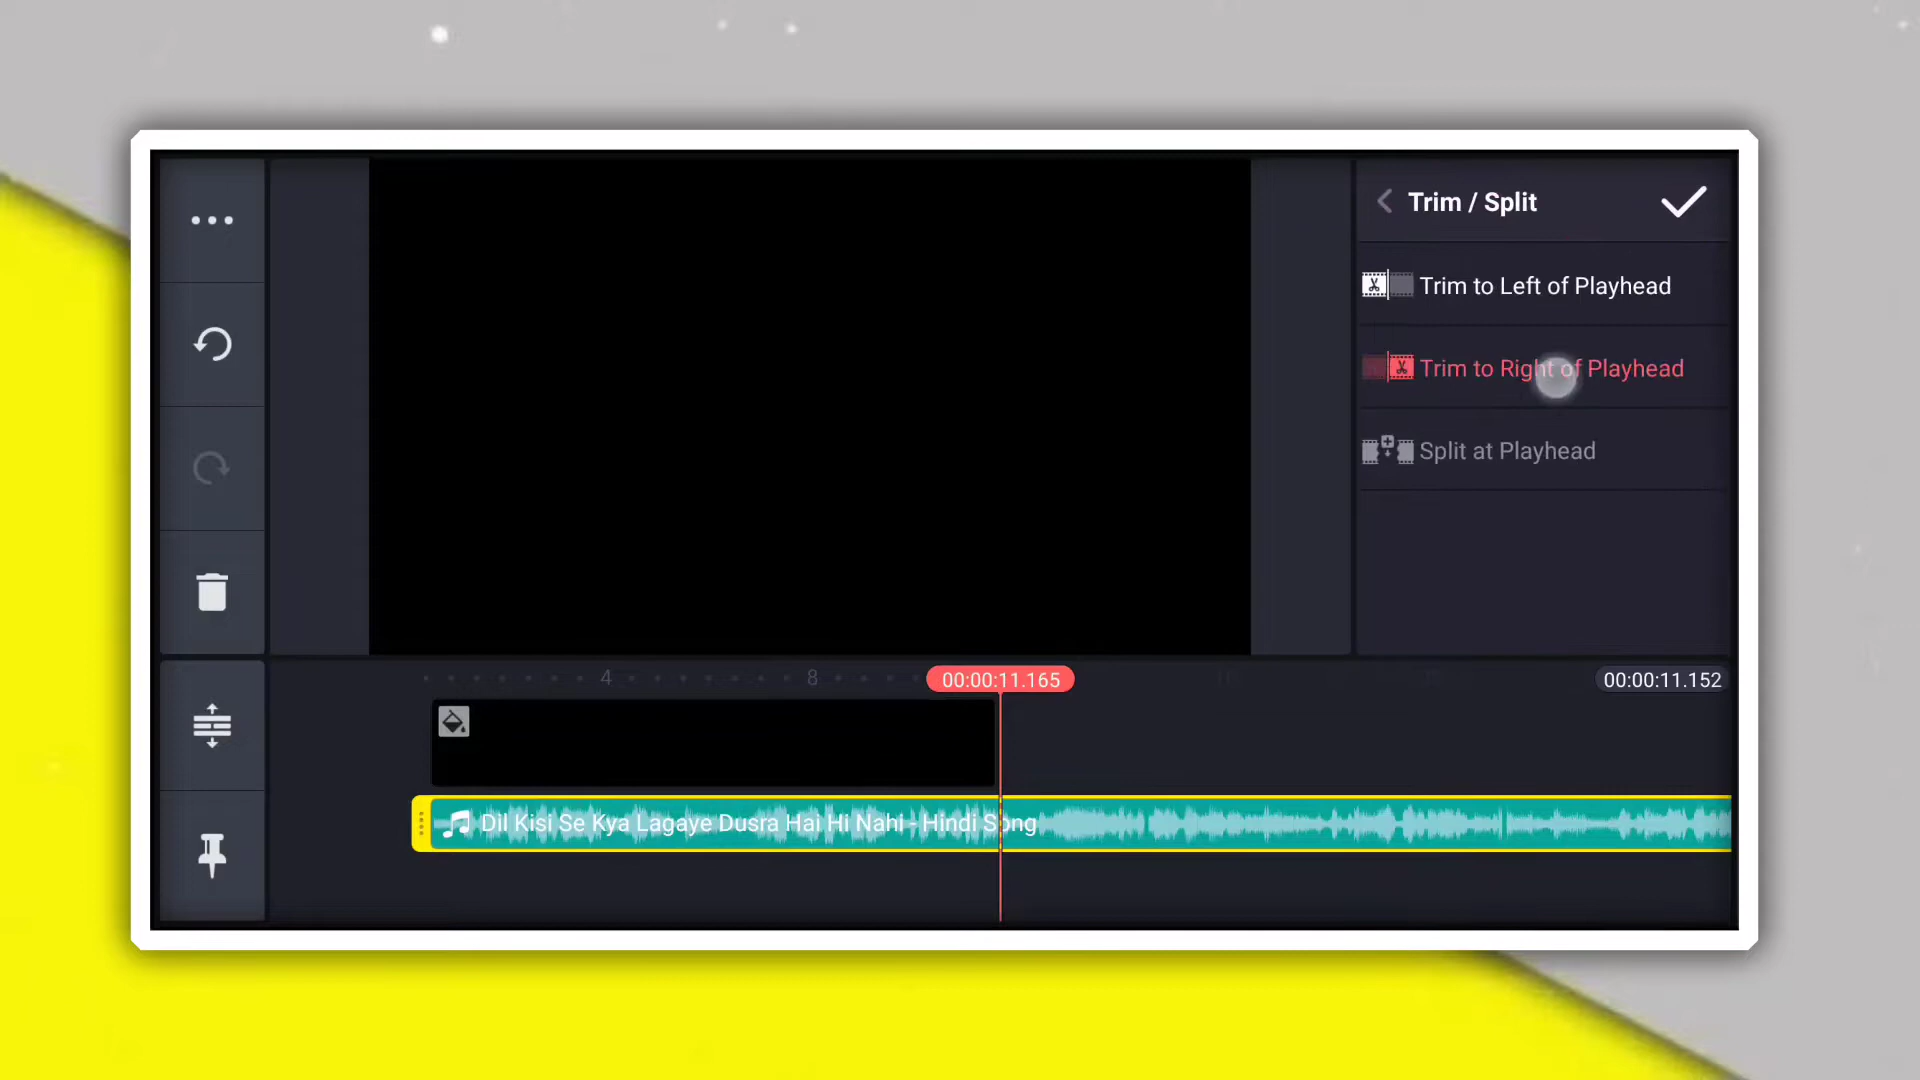 Trim / Split
Trim to Left of Playhead
Trim to Right of Playhead
Split at Playhead
4
8
00:00:11.165
00:00:11.152
Dil Kisi Se Kya Lagaye Dusra Hai Hi Nahi - Hindi Song